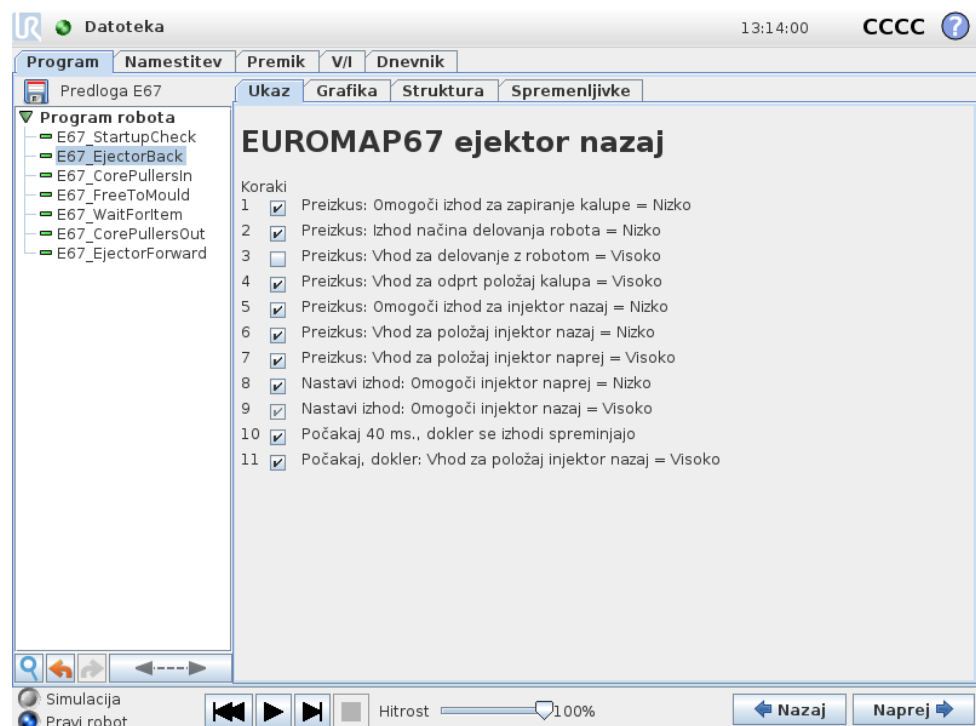 UR Datoteka 13:14:00 CCCC ?
Program Namestitev Premik V/I Dnevnik
Predloga E67 Ukaz Grafika Struktura Spremenljivke
Program robota
E67_StartupCheck
E67_EjectorBack
E67_CorePullersIn
E67_FreeToMould
E67_WaitForItem
E67_CorePullersOut
E67_EjectorForward
EUROMAP67 ejektor nazaj
Koraki
1 Preizkus: Omogoči izhod za zapiranje kalupe = Nizko
2 Preizkus: Izhod načina delovanja robota = Nizko
3 Preizkus: Vhod za delovanje z robotom = Visoko
4 Preizkus: Vhod za odprt položaj kalupa = Visoko
5 Preizkus: Omogoči izhod za injektor nazaj = Nizko
6 Preizkus: Vhod za položaj injektor nazaj = Nizko
7 Preizkus: Vhod za položaj injektor naprej = Visoko
8 Nastavi izhod: Omogoči injektor naprej = Nizko
9 Nastavi izhod: Omogoči injektor nazaj = Visoko
10 Počakaj 40 ms., dokler se izhodi spreminjajo
11 Počakaj, dokler: Vhod za položaj injektor nazaj = Visoko
Simulacija
Pravi robot
Hitrost 100%
Nazaj Naprej